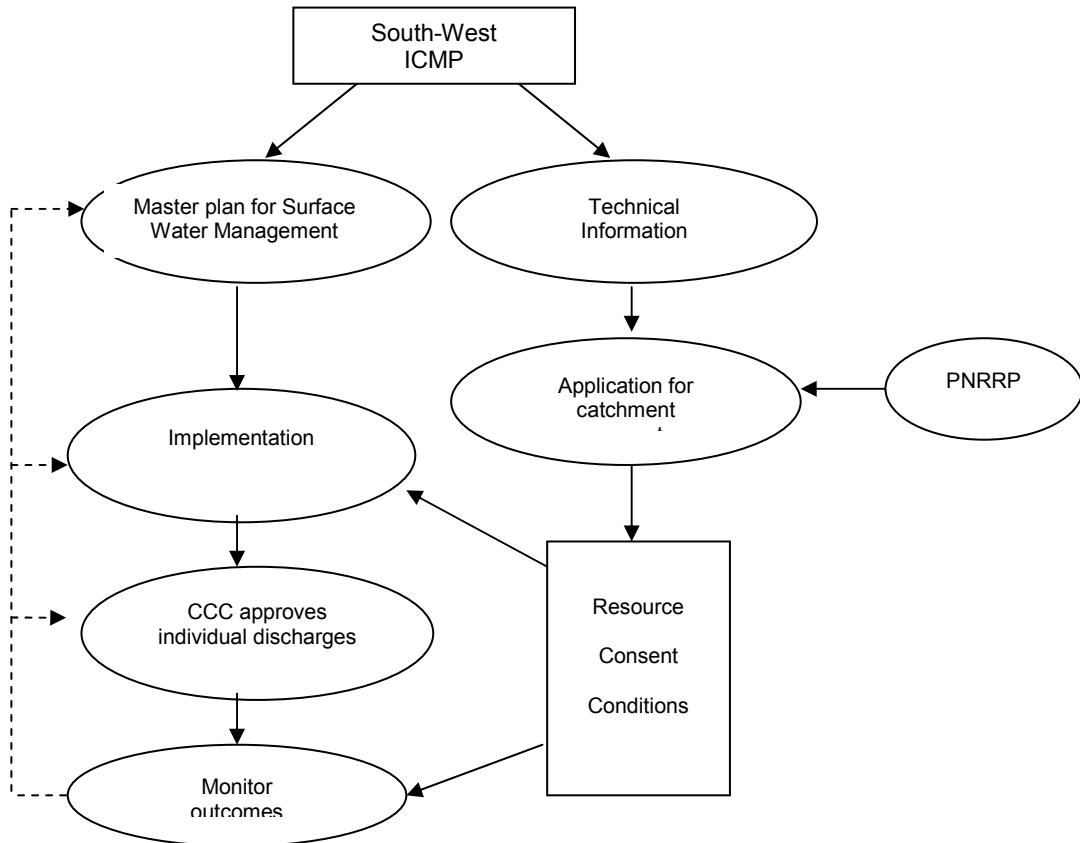 South-West
ICMP
Master plan for Surface
Water Management
Technical
Information
Application for
catchment
PNRRP
Implementation
CCC approves
individual discharges
Resource
Consent
Conditions
Monitor
outcomes